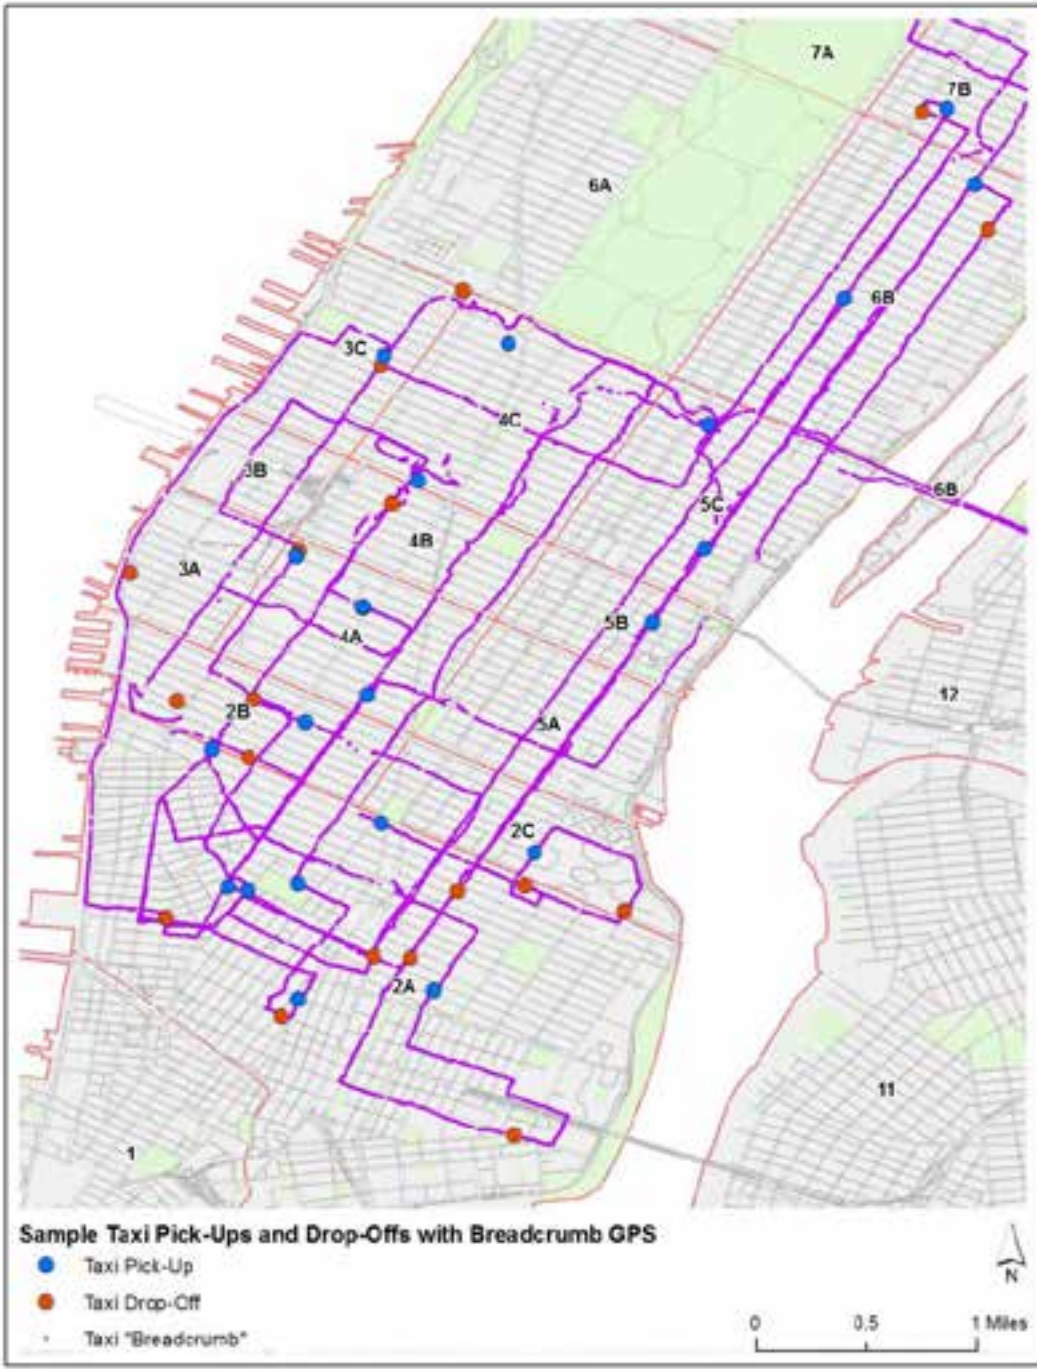 7A
7B
6A
6B
3C
4C
3B
5C
6B
4B
3A
5B
4A
12
2B
5A
2C
2A
11
1
Sample Taxi Pick-Ups and Drop-Offs with Breadcrumb GPS
Taxi Pick-Up
Taxi Drop-Off
Taxi "Breadcrumb"
N
0 0.5 1 Miles